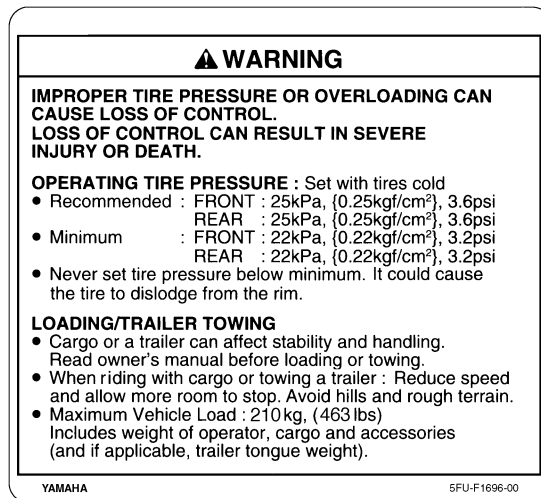 WARNING
IMPROPER TIRE PRESSURE OR OVERLOADING CAN
CAUSE LOSS OF CONTROL.
LOSS OF CONTROL CAN RESULT IN SEVERE
INJURY OR DEATH.
OPERATING TIRE PRESSURE : Set with tires cold
● Recommended : FRONT : 25kPa, {0.25kgf/cm²}, 3.6psi
REAR : 25kPa, {0.25kgf/cm²}, 3.6psi
● Minimum : FRONT : 22kPa, {0.22kgf/cm²}, 3.2psi
REAR : 22kPa, {0.22kgf/cm²}, 3.2psi
● Never set tire pressure below minimum. It could cause
the tire to dislodge from the rim.
LOADING/TRAILER TOWING
● Cargo or a trailer can affect stability and handling.
Read owner's manual before loading or towing.
● When riding with cargo or towing a trailer : Reduce speed
and allow more room to stop. Avoid hills and rough terrain.
● Maximum Vehicle Load : 210kg, (463 lbs)
Includes weight of operator, cargo and accessories
(and if applicable, trailer tongue weight).
YAMAHA 5FU-F1696-00